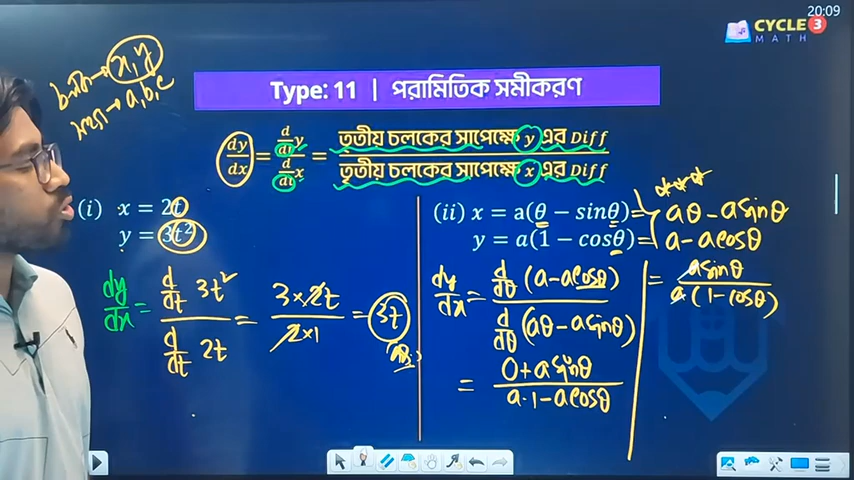 20:09
CYCLE 3
MATH
চলক → x, y
→ a, b, c
Type: 11 | পরামিতিক সমীকরণ
dy/dx = (d/dt y)/(d/dt x) = তৃতীয় চলকের সাপেক্ষে y এর Diff / তৃতীয় চলকের সাপেক্ষে x এর Diff
(i) x = 2t
y = 3t²
dy/dx = (d/dt 3t²)/(d/dt 2t) = (3×2t)/(2×1) = 3t
(ii) x = a(θ − sinθ) = aθ − a sinθ
y = a(1 − cosθ) = a − a cosθ
dy/dx = (d/dθ (a − a cosθ))/(d/dθ (aθ − a sinθ))
= (0 + a sinθ)/(a·1 − a cosθ)
= (a sinθ)/(a(1 − cosθ))